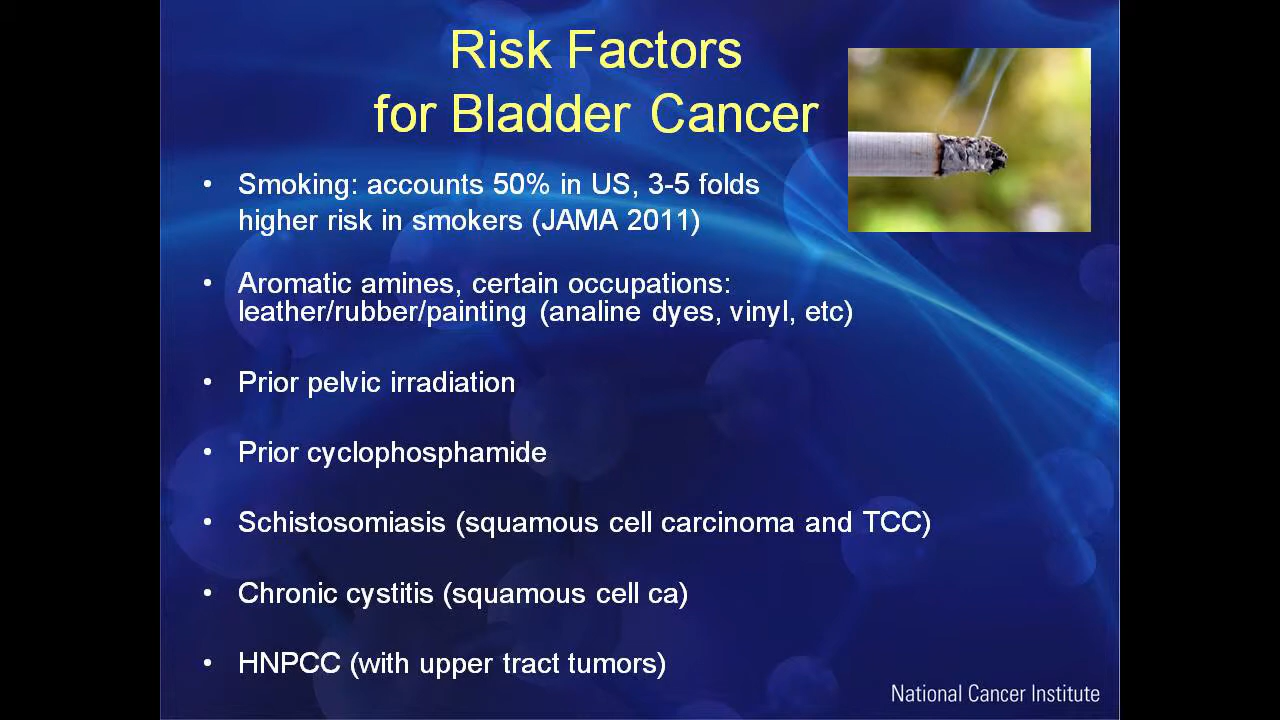 Risk Factors
for Bladder Cancer
• Smoking: accounts 50% in US, 3-5 folds
higher risk in smokers (JAMA 2011)
• Aromatic amines, certain occupations:
leather/rubber/painting (analine dyes, vinyl, etc)
• Prior pelvic irradiation
• Prior cyclophosphamide
• Schistosomiasis (squamous cell carcinoma and TCC)
• Chronic cystitis (squamous cell ca)
• HNPCC (with upper tract tumors)
National Cancer Institute